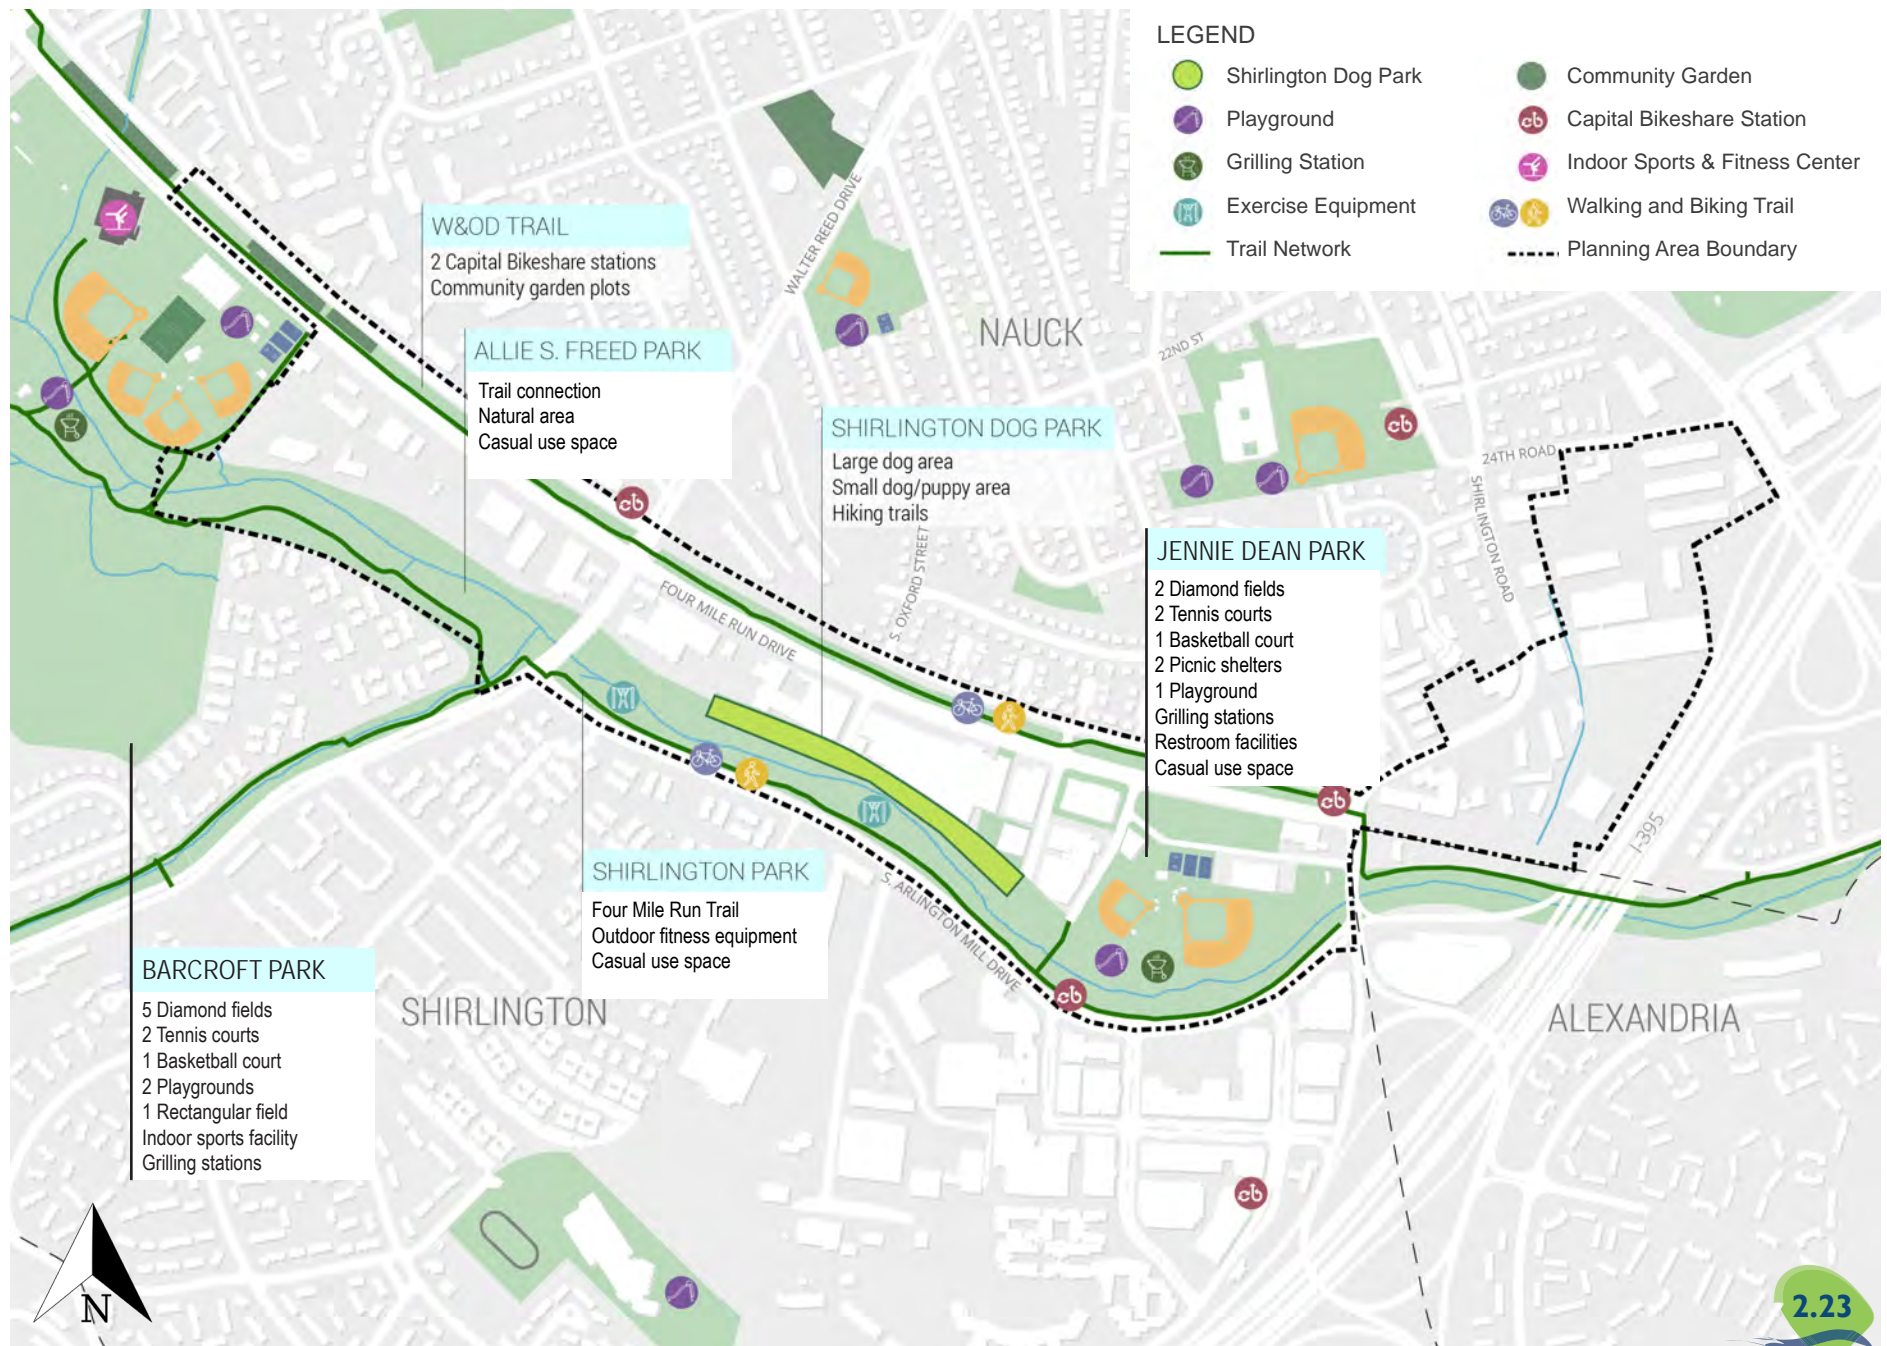 LEGEND
Shirlington Dog Park
Playground
Grilling Station
Exercise Equipment
Trail Network
Community Garden
Capital Bikeshare Station
Indoor Sports & Fitness Center
Walking and Biking Trail
Planning Area Boundary
W&OD TRAIL
2 Capital Bikeshare stations
Community garden plots
WALTER REED DRIVE
NAUCK
22ND ST
ALLIE S. FREED PARK
Trail connection
Natural area
Casual use space
SHIRLINGTON DOG PARK
Large dog area
Small dog/puppy area
Hiking trails
24TH ROAD
SHIRLINGTON ROAD
S. OXFORD STREET
FOUR MILE RUN DRIVE
JENNIE DEAN PARK
2 Diamond fields
2 Tennis courts
1 Basketball court
2 Picnic shelters
1 Playground
Grilling stations
Restroom facilities
Casual use space
cb
cb
cb
cb
cb
cb
I-395
SHIRLINGTON PARK
Four Mile Run Trail
Outdoor fitness equipment
Casual use space
S. ARLINGTON MILL DRIVE
BARCROFT PARK
5 Diamond fields
2 Tennis courts
1 Basketball court
2 Playgrounds
1 Rectangular field
Indoor sports facility
Grilling stations
SHIRLINGTON
ALEXANDRIA
N
2.23